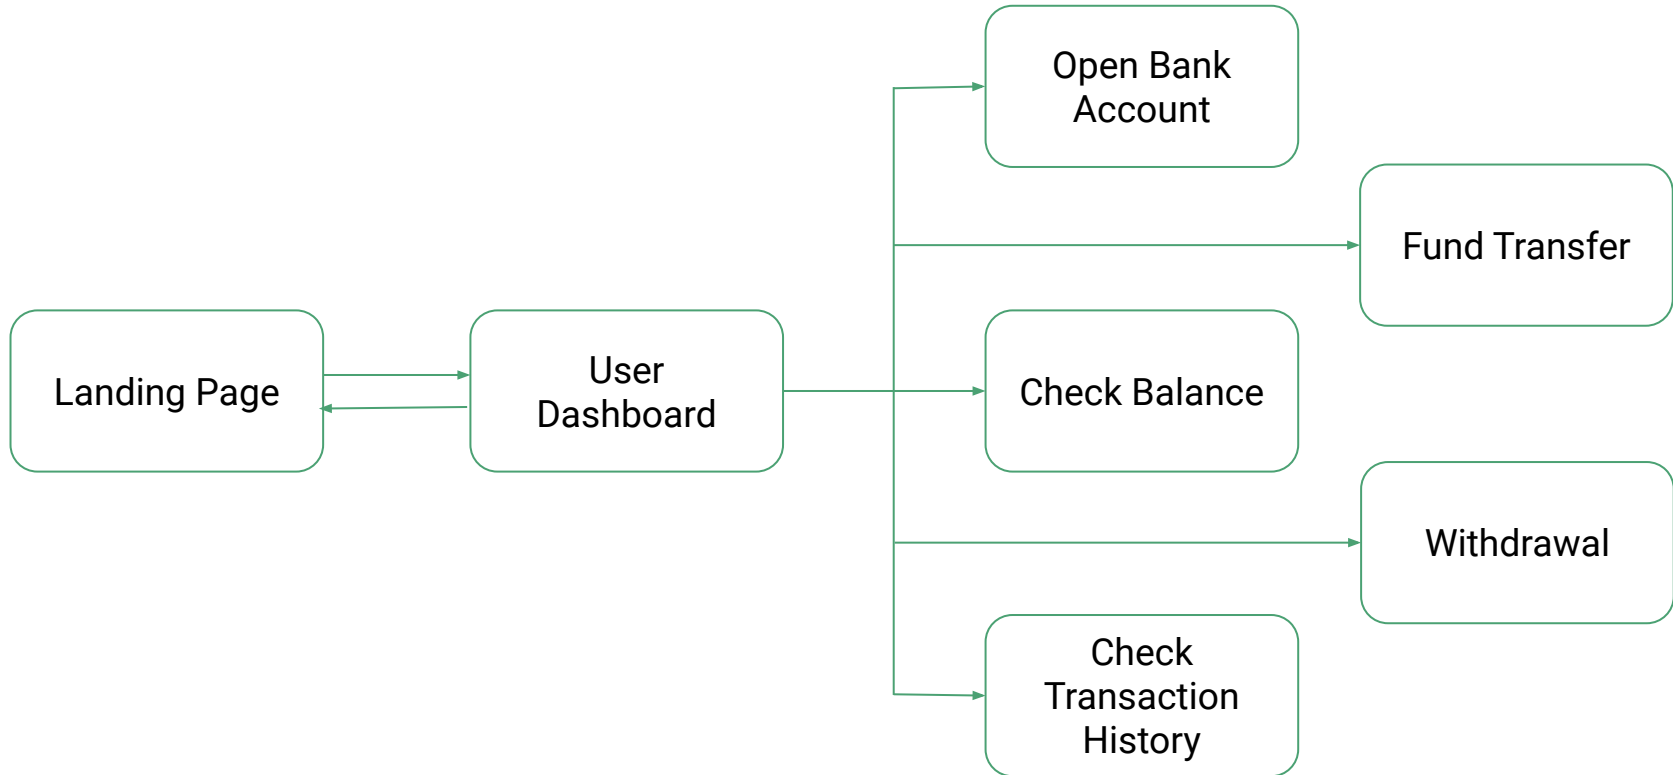 Landing Page
User
Dashboard
Open Bank
Account
Fund Transfer
Check Balance
Withdrawal
Check
Transaction
History